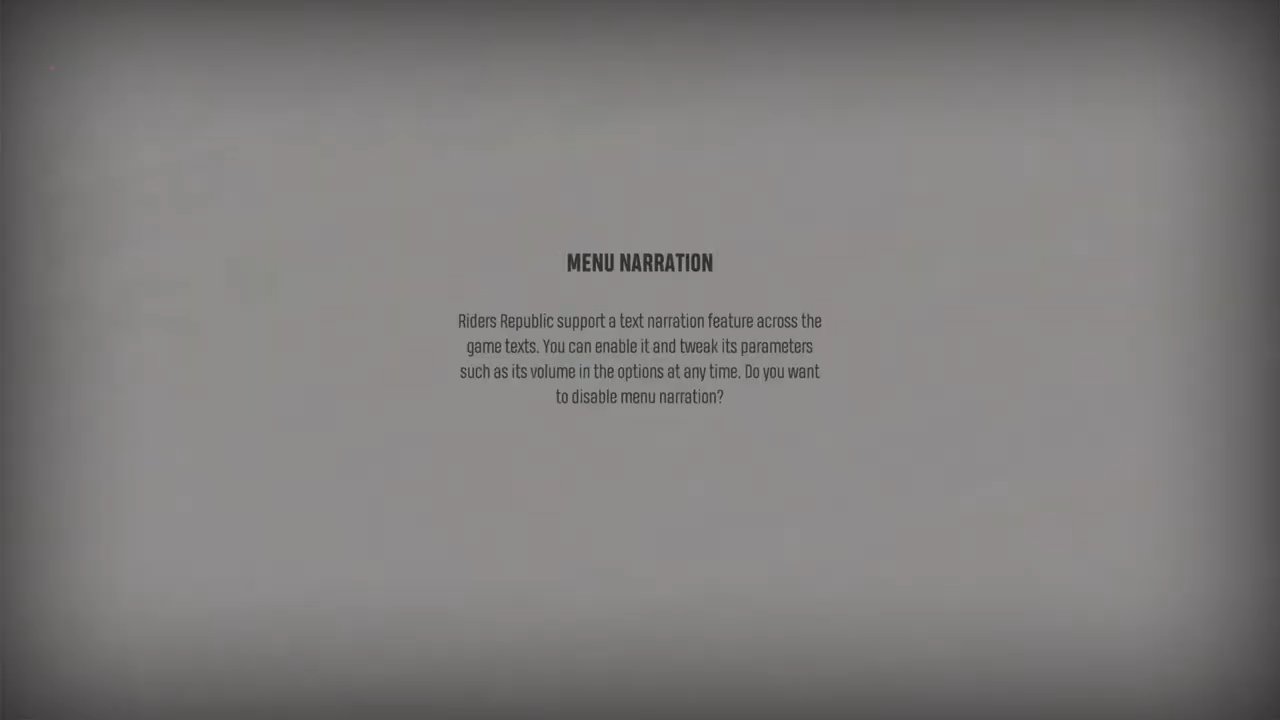 MENU NARRATION
Riders Republic support a text narration feature across the
game texts. You can enable it and tweak its parameters
such as its volume in the options at any time. Do you want
to disable menu narration?